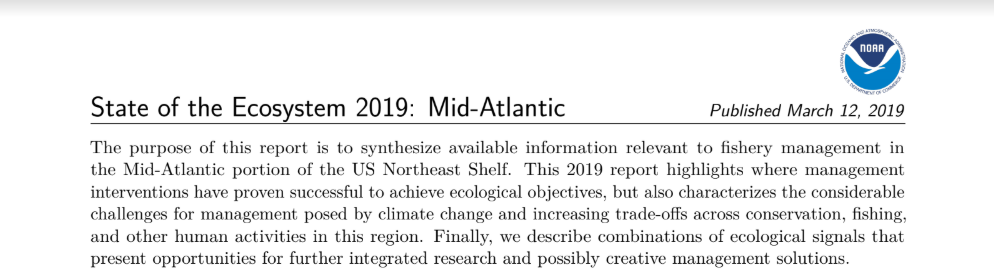 NATIONAL OCEANIC AND ATMOSPHERIC ADMINISTRATION
NOAA
U.S. DEPARTMENT OF COMMERCE
State of the Ecosystem 2019: Mid-Atlantic Published March 12, 2019
The purpose of this report is to synthesize available information relevant to fishery management in
the Mid-Atlantic portion of the US Northeast Shelf. This 2019 report highlights where management
interventions have proven successful to achieve ecological objectives, but also characterizes the considerable
challenges for management posed by climate change and increasing trade-offs across conservation, fishing,
and other human activities in this region. Finally, we describe combinations of ecological signals that
present opportunities for further integrated research and possibly creative management solutions.